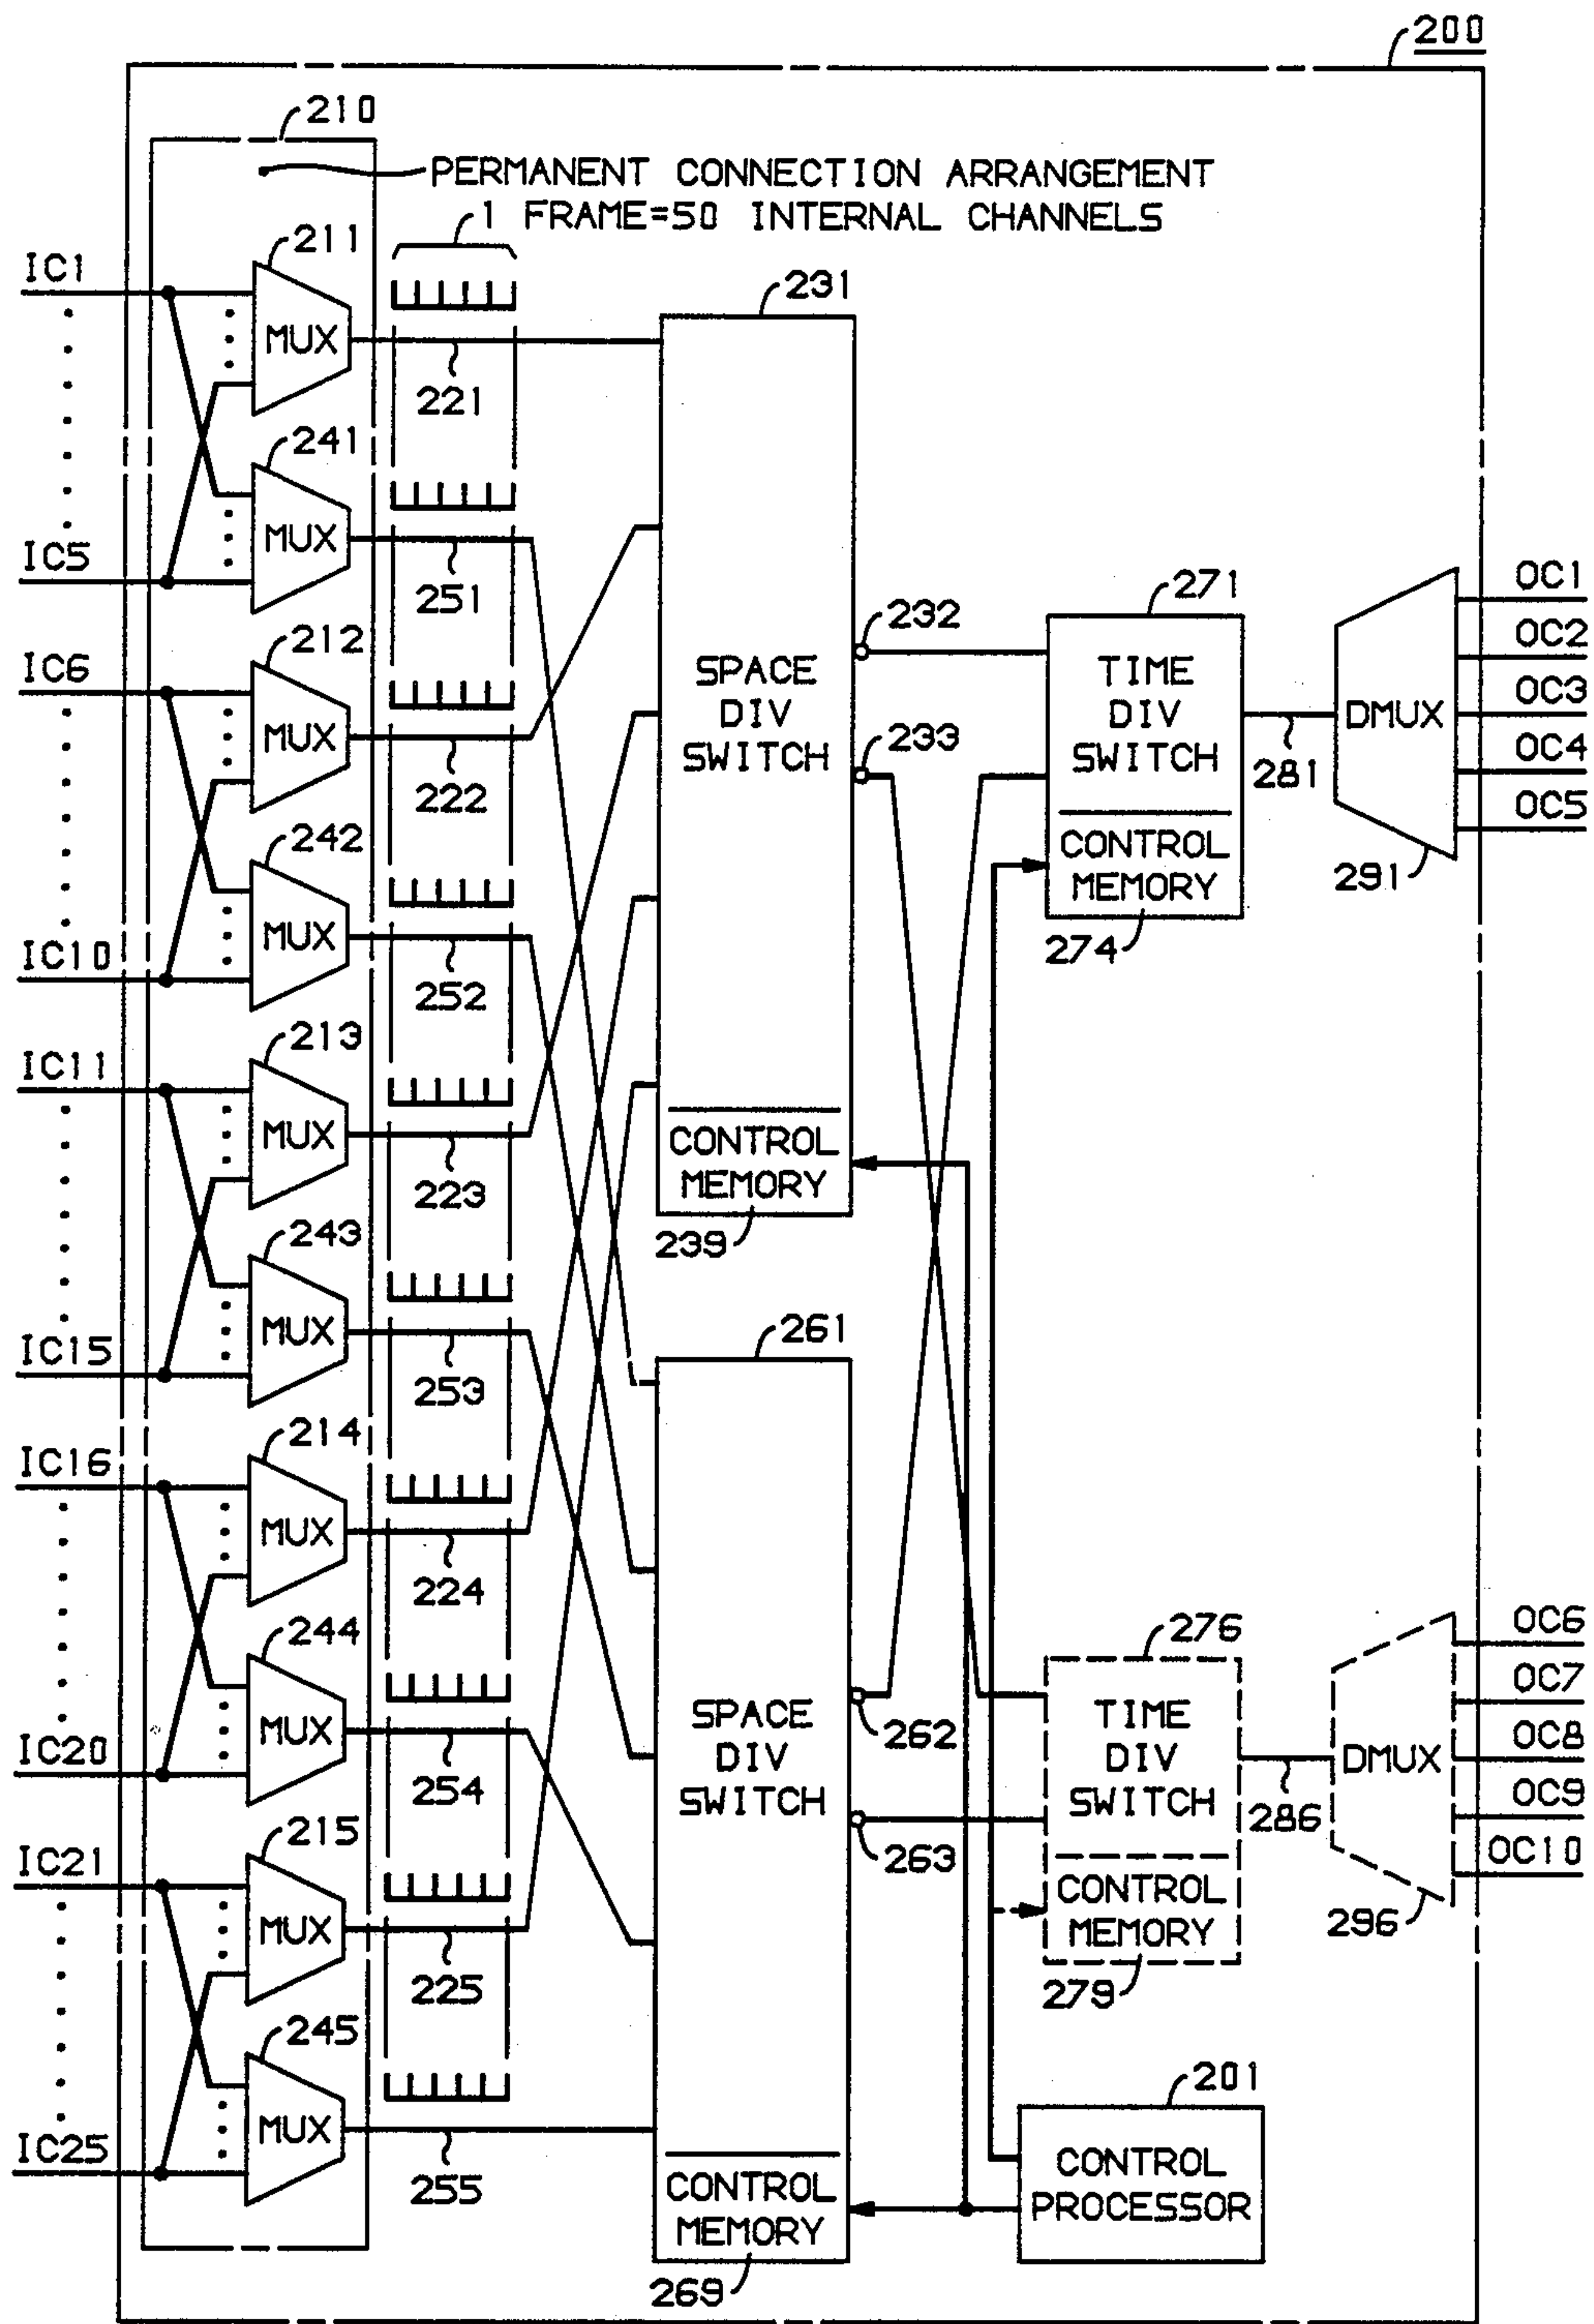 200
210
PERMANENT CONNECTION ARRANGEMENT
1 FRAME=50 INTERNAL CHANNELS
211
IC1
MUX
221
231
241
MUX
IC5
251
212
IC6
MUX
222
SPACE
DIV
SWITCH
232
233
271
TIME
DIV
SWITCH
CONTROL
MEMORY
274
281
DMUX
291
OC1
OC2
OC3
OC4
OC5
242
MUX
IC10
252
213
IC11
MUX
223
CONTROL
MEMORY
239
243
MUX
IC15
253
261
214
IC16
MUX
224
244
MUX
IC20
254
SPACE
DIV
SWITCH
262
263
276
TIME
DIV
SWITCH
CONTROL
MEMORY
279
286
DMUX
296
OC6
OC7
OC8
OC9
OC10
215
IC21
MUX
225
245
MUX
IC25
255
CONTROL
MEMORY
269
201
CONTROL
PROCESSOR